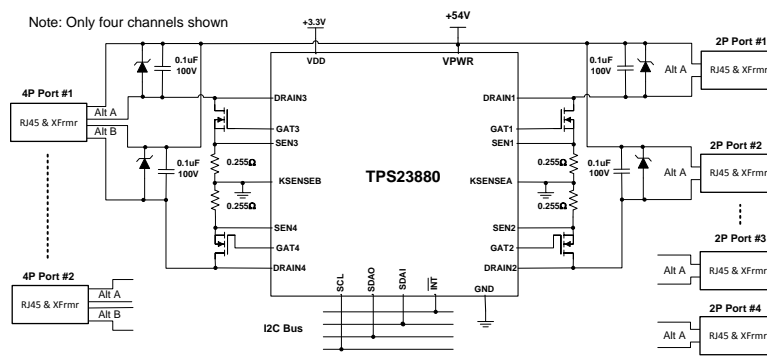 Note: Only four channels shown
+3.3V
+54V
VDD
VPWR
0.1uF
100V
0.1uF
100V
2P Port #1
RJ45 & XFrmr
Alt A
4P Port #1
RJ45 & XFrmr
Alt A
Alt B
DRAIN3
GAT3
SEN3
DRAIN1
GAT1
SEN1
0.1uF
100V
0.255Ω
KSENSEB
0.255Ω
TPS23880
KSENSEA
0.255Ω
0.255Ω
0.1uF
100V
2P Port #2
Alt A
RJ45 & XFrmr
SEN4
GAT4
DRAIN4
SEN2
GAT2
DRAIN2
2P Port #3
Alt A
RJ45 & XFrmr
4P Port #2
RJ45 & XFrmr
Alt A
Alt B
SCL
SDAO
SDAI
INT
GND
I2C Bus
2P Port #4
Alt A
RJ45 & XFrmr